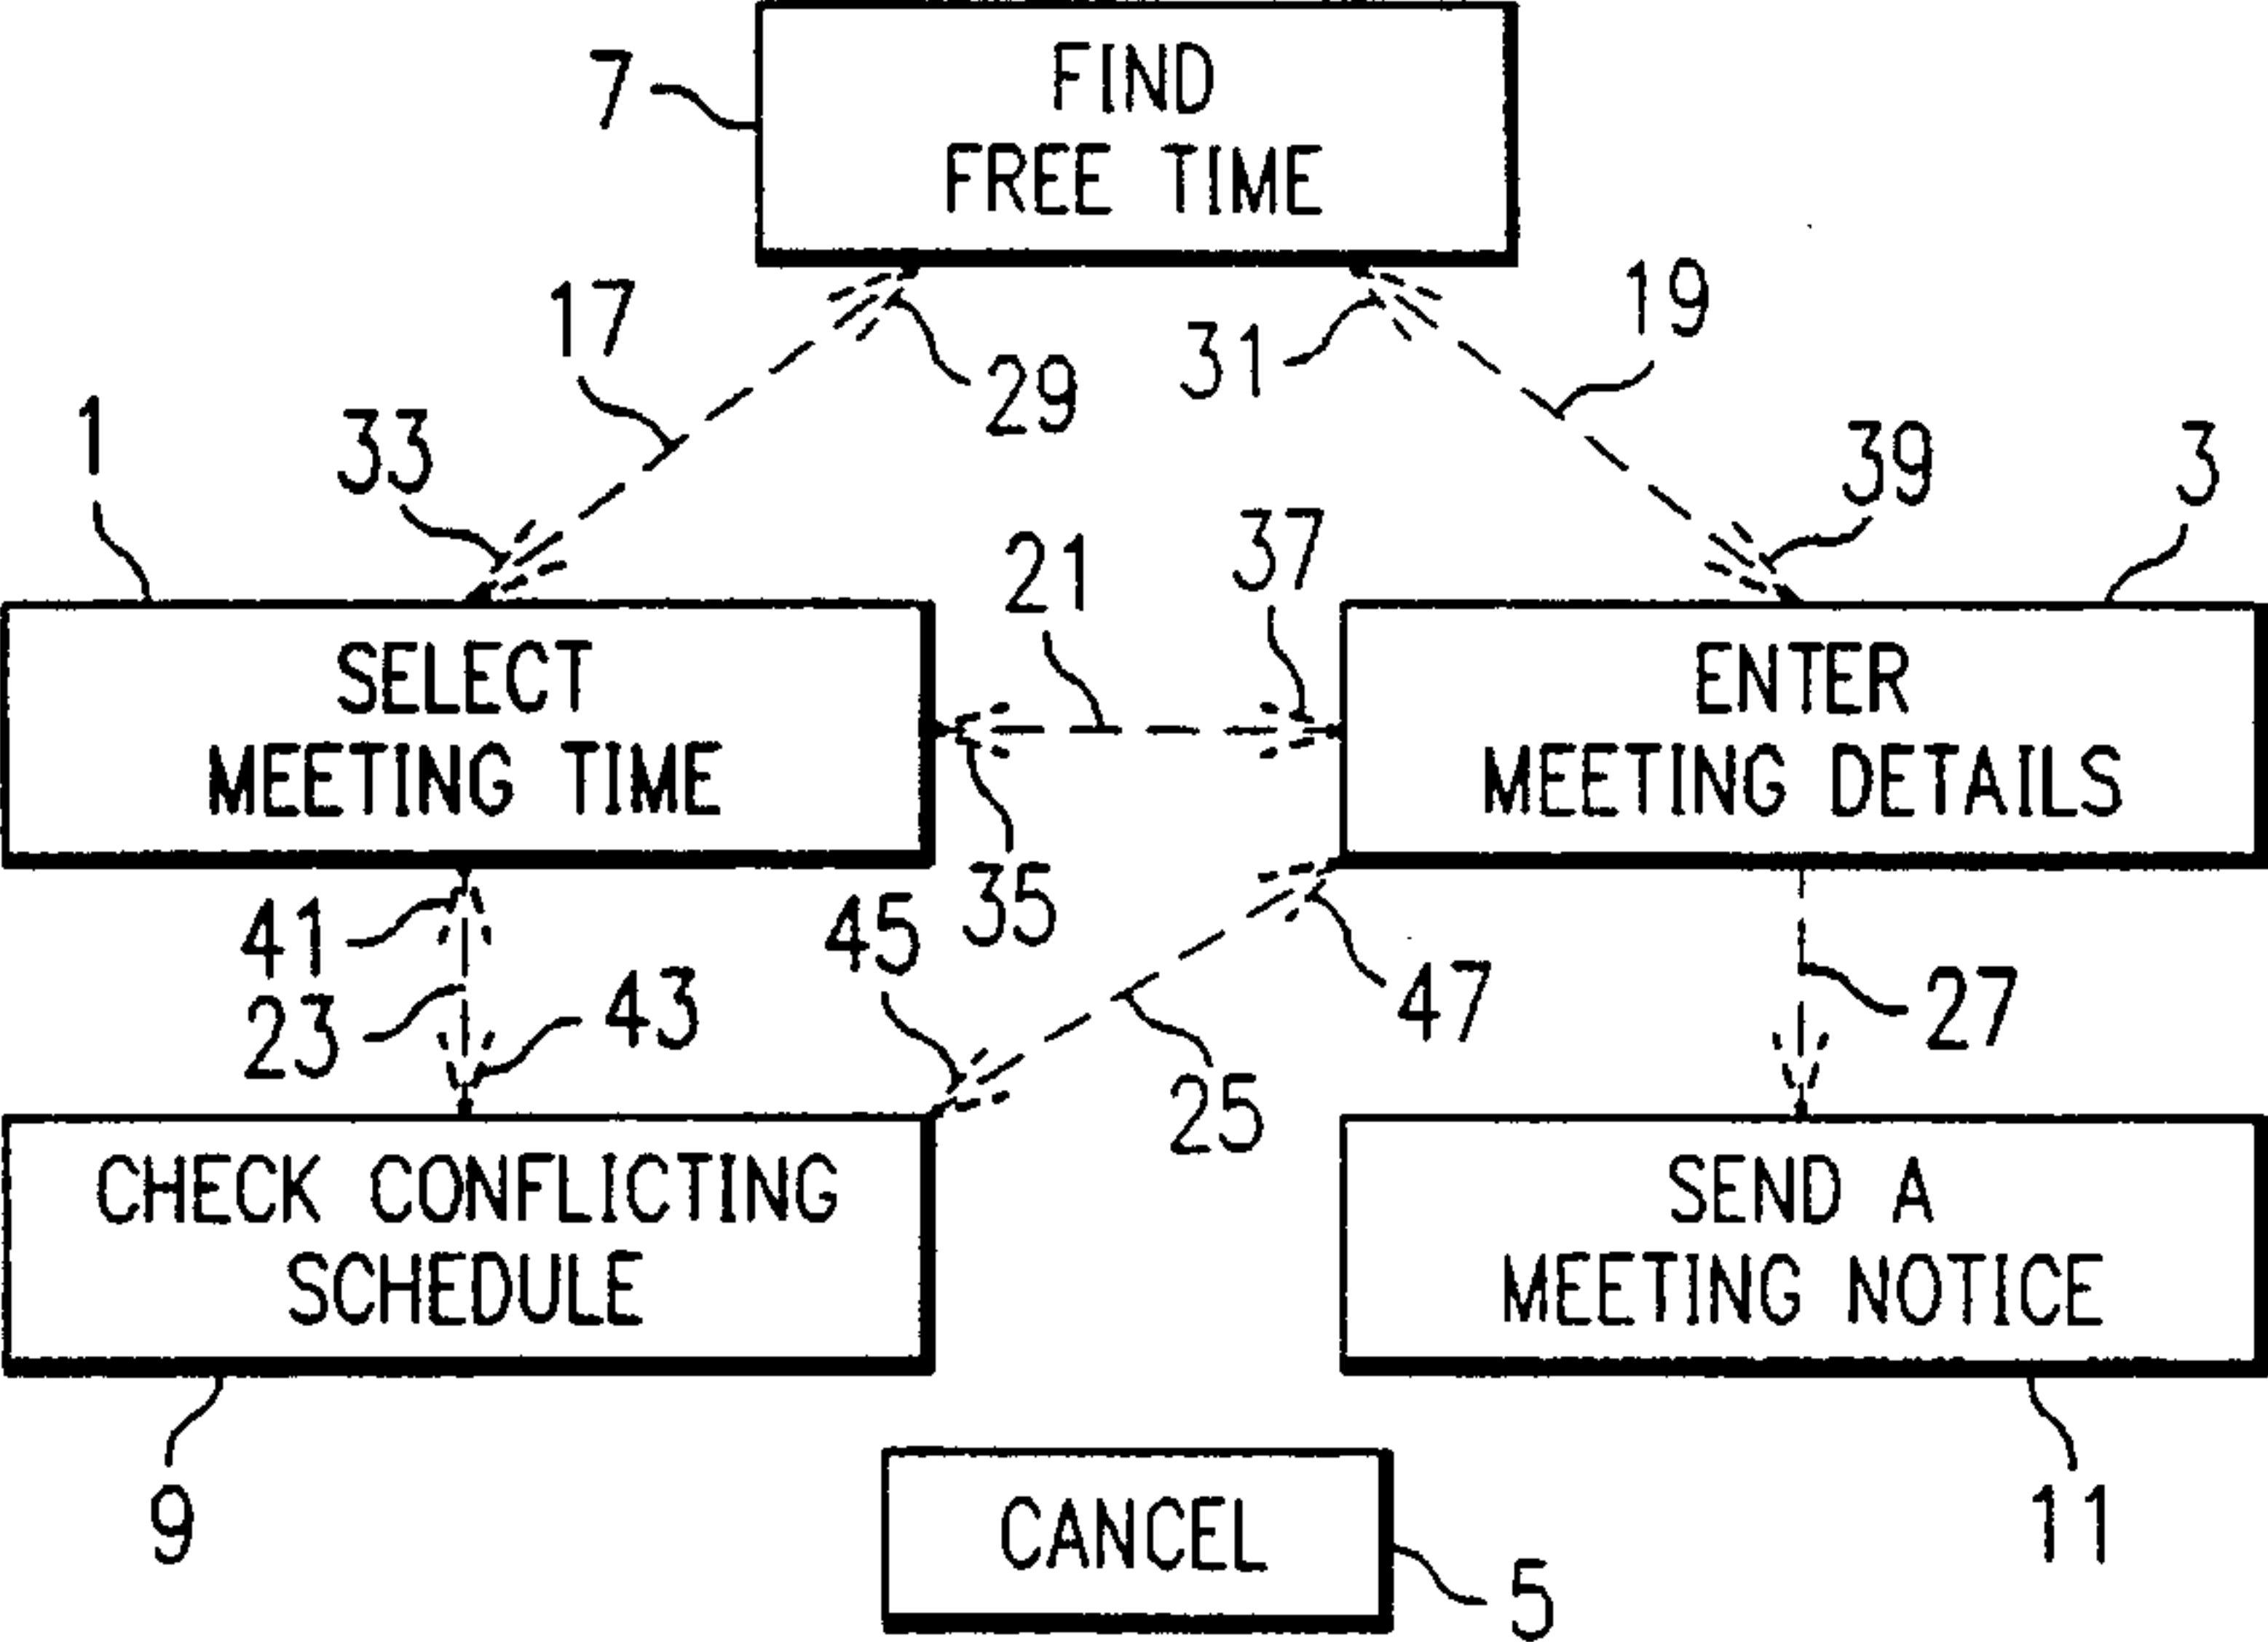 7
FIND
FREE TIME
17
29
31
19
1
33
39
3
21
37
SELECT
MEETING TIME
ENTER
MEETING DETAILS
35
41
45
23
43
47
27
25
CHECK CONFLICTING
SCHEDULE
SEND A
MEETING NOTICE
9
CANCEL
5
11